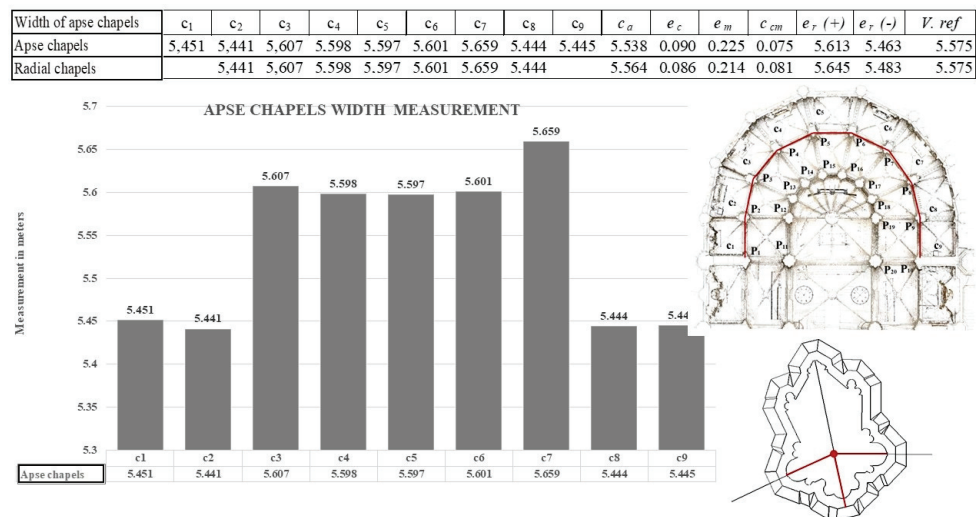 Width of apse chapels c₁ c₂ c₃ c₄ c₅ c₆ c₇ c₈ c₉ c a e c e m c cm e r (+) e r (-) V. ref
Apse chapels 5,451 5,441 5,607 5.598 5.597 5.601 5.659 5.444 5.445 5.538 0.090 0.225 0.075 5.613 5.463 5.575
Radial chapels 5,441 5,607 5.598 5.597 5.601 5.659 5.444 5.564 0.086 0.214 0.081 5.645 5.483 5.575
APSE CHAPELS WIDTH MEASUREMENT
Measurement in meters
5.7
5.65
5.6
5.55
5.5
5.45
5.4
5.35
5.3
5.451
5.441
5.607
5.598
5.597
5.601
5.659
5.444
5.44
c1 c2 c3 c4 c5 c6 c7 c8 c9
Apse chapels 5.451 5.441 5.607 5.598 5.597 5.601 5.659 5.444 5.445
c₅
c₄ c₆
P₅ P₆
P₄ P₇
c₃ c₇
P₃ P₈
P₁₄ P₁₅ P₁₆
P₁₃ P₁₇
c₂ P₂ P₁₂ P₁₈ P₉ c₈
P₁₉
c₁ P₁ P₁₁ c₉
P₂₀ P₁₀